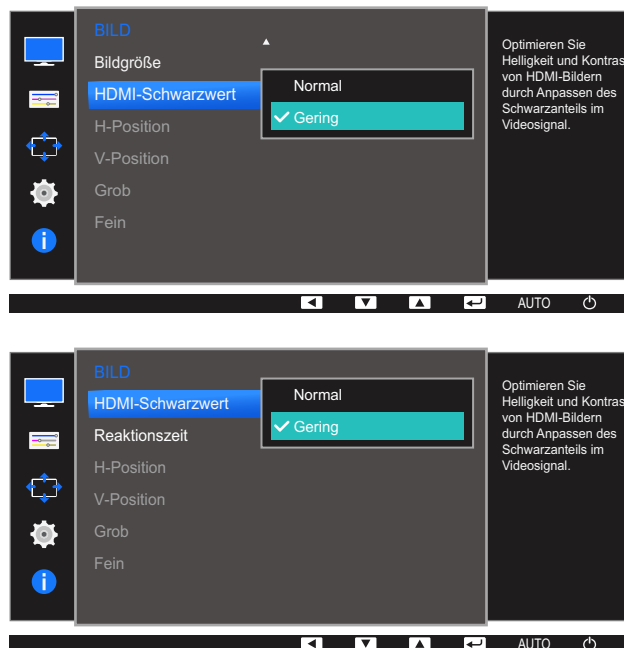 BILD
Bildgröße
HDMI-Schwarzwert
H-Position
V-Position
Grob
Fein
Normal
Gering
Optimieren Sie
Helligkeit und Kontras
von HDMI-Bildern
durch Anpassen des
Schwarzanteils im
Videosignal.
AUTO
BILD
HDMI-Schwarzwert
Reaktionszeit
H-Position
V-Position
Grob
Fein
Normal
Gering
Optimieren Sie
Helligkeit und Kontras
von HDMI-Bildern
durch Anpassen des
Schwarzanteils im
Videosignal.
AUTO